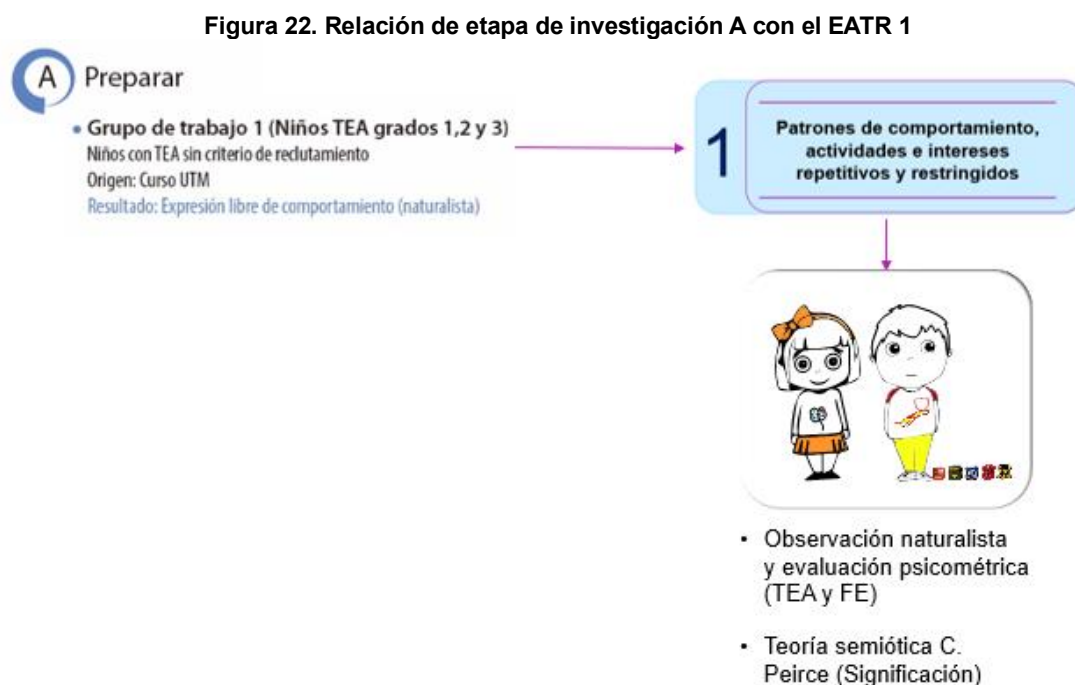 Figura 22. Relación de etapa de investigación A con el EATR 1
A Preparar
• Grupo de trabajo 1 (Niños TEA grados 1,2 y 3)
Niños con TEA sin criterio de reclutamiento
Origen: Curso UTM
Resultado: Expresión libre de comportamiento (naturalista)
1
Patrones de comportamiento,
actividades e intereses
repetitivos y restringidos
• Observación naturalista
y evaluación psicométrica
(TEA y FE)
• Teoría semiótica C.
Peirce (Significación)